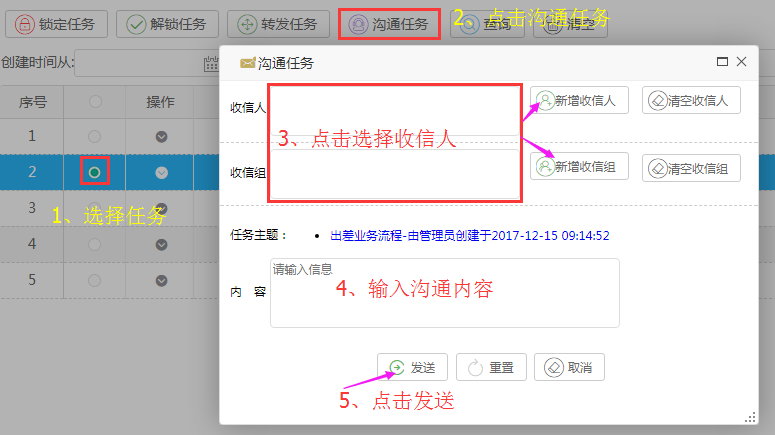 锁定任务 解锁任务 转发任务 沟通任务 查询 清空
2、点击沟通任务
创建时间从:
沟通任务
序号 操作
1
2
3
4
5
1、选择任务
收信人
新增收信人 清空收信人
3、点击选择收信人
收信组
新增收信组 清空收信组
任务主题： 出差业务流程-由管理员创建于2017-12-15 09:14:52
内 容
请输入信息
4、输入沟通内容
发送 重置 取消
5、点击发送